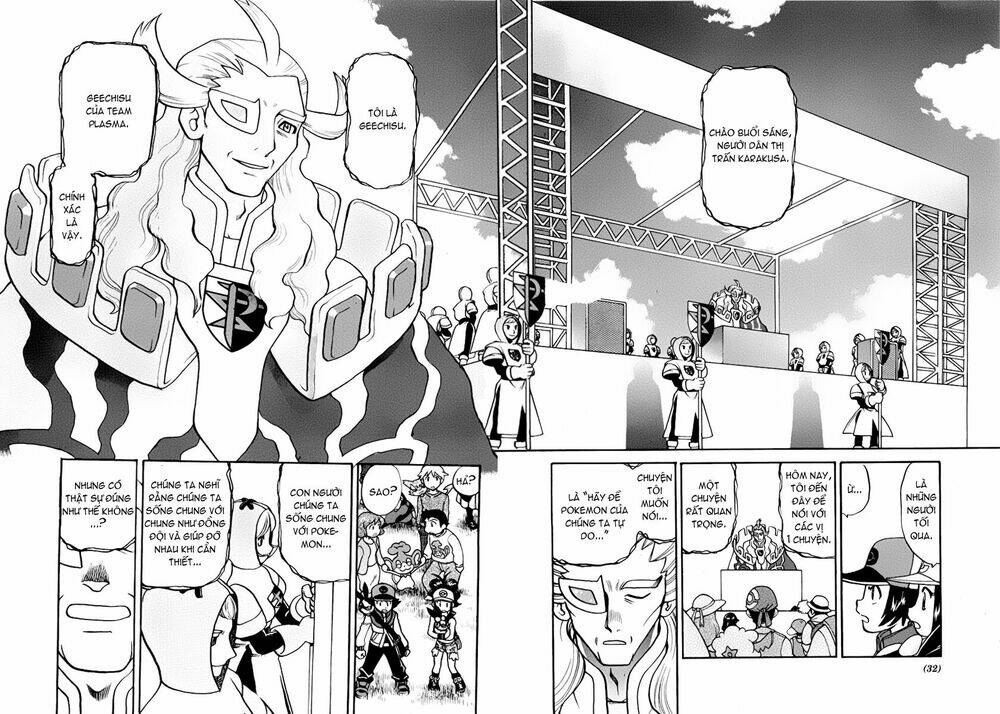 CHÀO BUỔI SÁNG,
NGƯỜI DÂN THỊ
TRẤN KARAKUSA.
TÔI LÀ
GEECHISU.
GEECHISU
CỦA TEAM
PLASMA.
CHÍNH
XÁC
LÀ
VẬY.
LÀ
NHỮNG
NGƯỜI
TỐI
QUA.
Ừ...
HÔM NAY,
TÔI ĐẾN
ĐÂY ĐỂ
NÓI VỚI
CÁC VỊ
1 CHUYỆN.
MỘT
CHUYỆN
RẤT QUAN
TRỌNG.
CHUYỆN
TÔI
MUỐN
NÓI...
LÀ “HÃY ĐỂ
POKEMON CỦA
CHÚNG TA TỰ
DO...”
HẢ?
SAO?
CON NGƯỜI
CHÚNG TA
SỐNG CHUNG
VỚI POKE-
MON...
CHÚNG TA NGHĨ
RẰNG CHÚNG TA
SỐNG CHUNG VỚI
CHUNG NHƯ ĐỒNG
ĐỘI VÀ GIÚP ĐỠ
NHAU KHI CẦN
THIẾT...
NHƯNG CÓ
THẬT SỰ ĐÚNG
NHƯ THẾ KHÔNG
...?
(32)